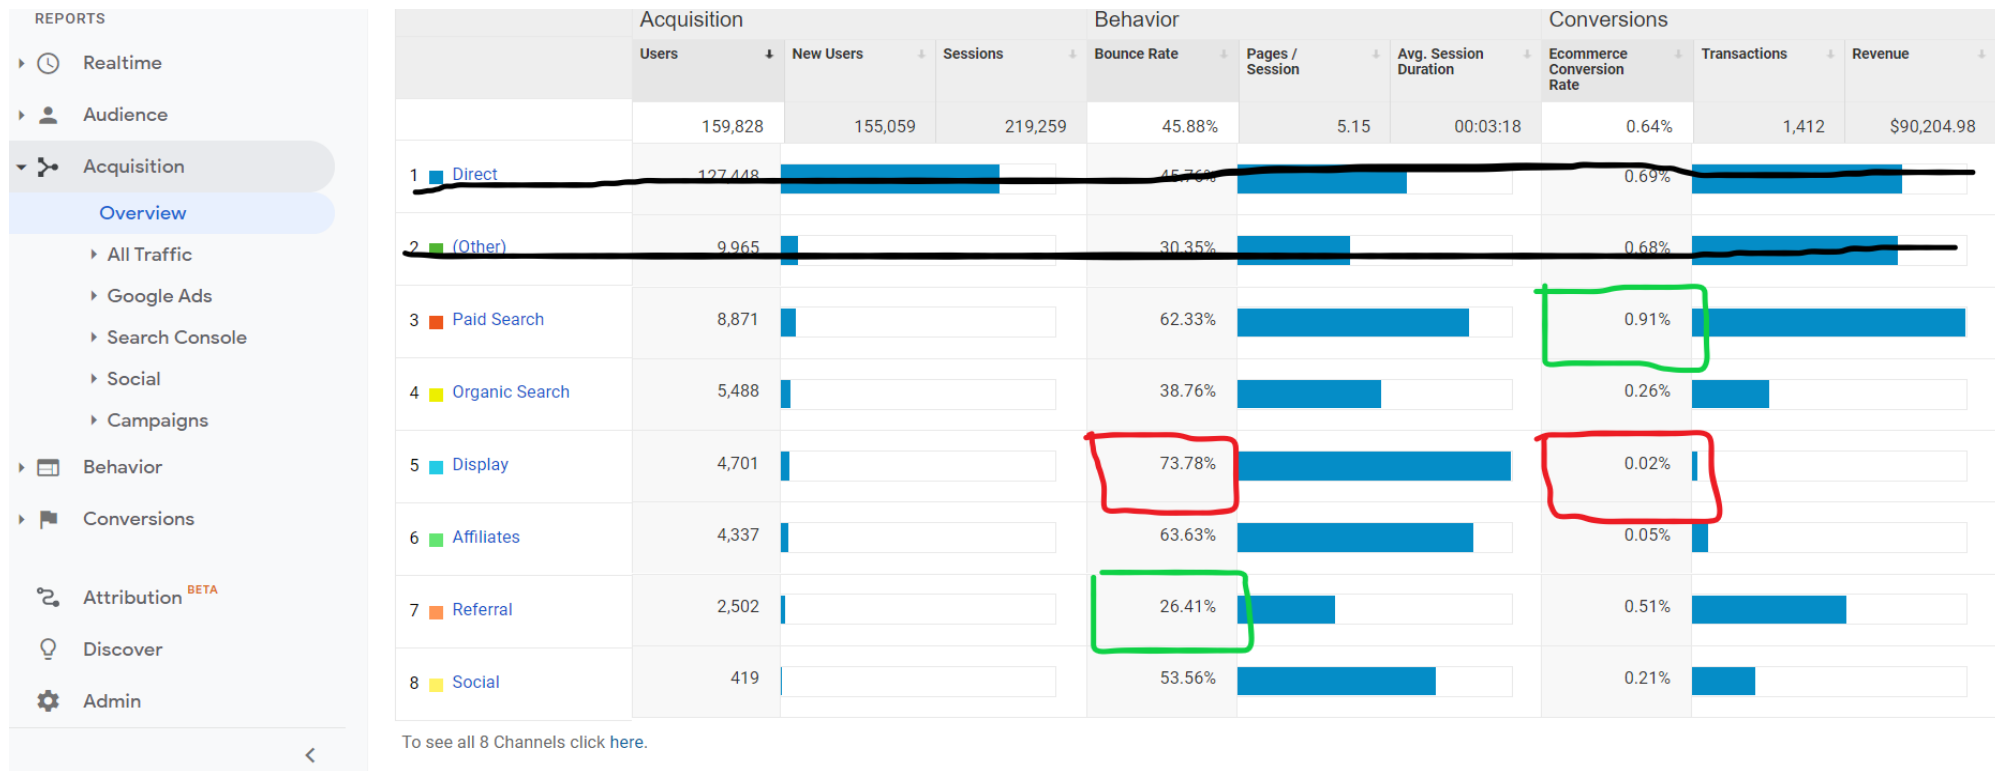 REPORTS
Realtime
Audience
Acquisition
Overview
All Traffic
Google Ads
Search Console
Social
Campaigns
Behavior
Conversions
Attribution BETA
Discover
Admin
Acquisition Behavior Conversions
Users New Users Sessions Bounce Rate Pages / Session Avg. Session Duration Ecommerce Conversion Rate Transactions Revenue
159,828 155,059 219,259 45.88% 5.15 00:03:18 0.64% 1,412 $90,204.98
1 Direct 127,448 45.76% 0.69%
2 (Other) 9,965 30.35% 0.68%
3 Paid Search 8,871 62.33% 0.91%
4 Organic Search 5,488 38.76% 0.26%
5 Display 4,701 73.78% 0.02%
6 Affiliates 4,337 63.63% 0.05%
7 Referral 2,502 26.41% 0.51%
8 Social 419 53.56% 0.21%
To see all 8 Channels click here.